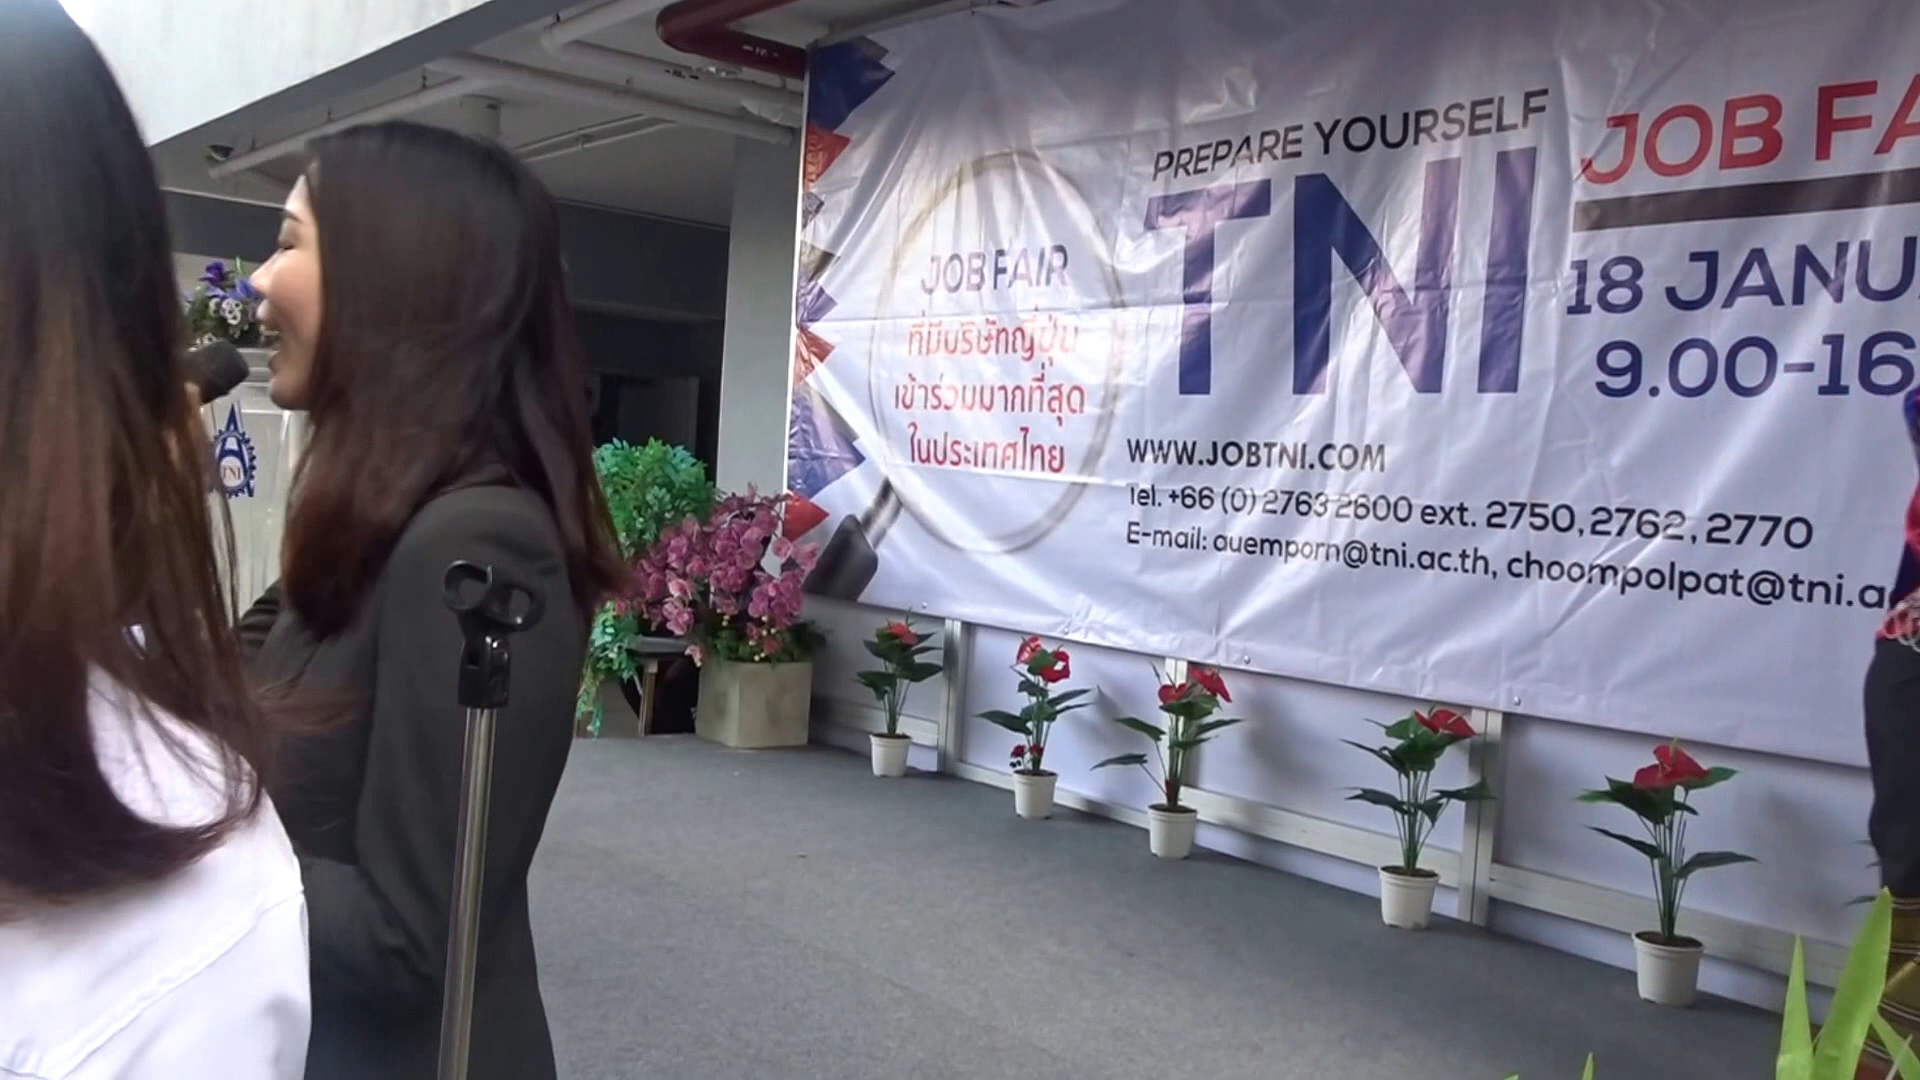 JOB FAIR
ที่มีบริษัทญี่ปุ่น
เข้าร่วมมากที่สุด
ในประเทศไทย
PREPARE YOURSELF
TNI
JOB
18
9.00-16
WWW.JOBTNI.COM
Tel. +66 (0) 2763 2600 ext. 2750, 2762, 2770
E-mail: auemporn@tni.ac.th, choompolpat@tni.a
TNI